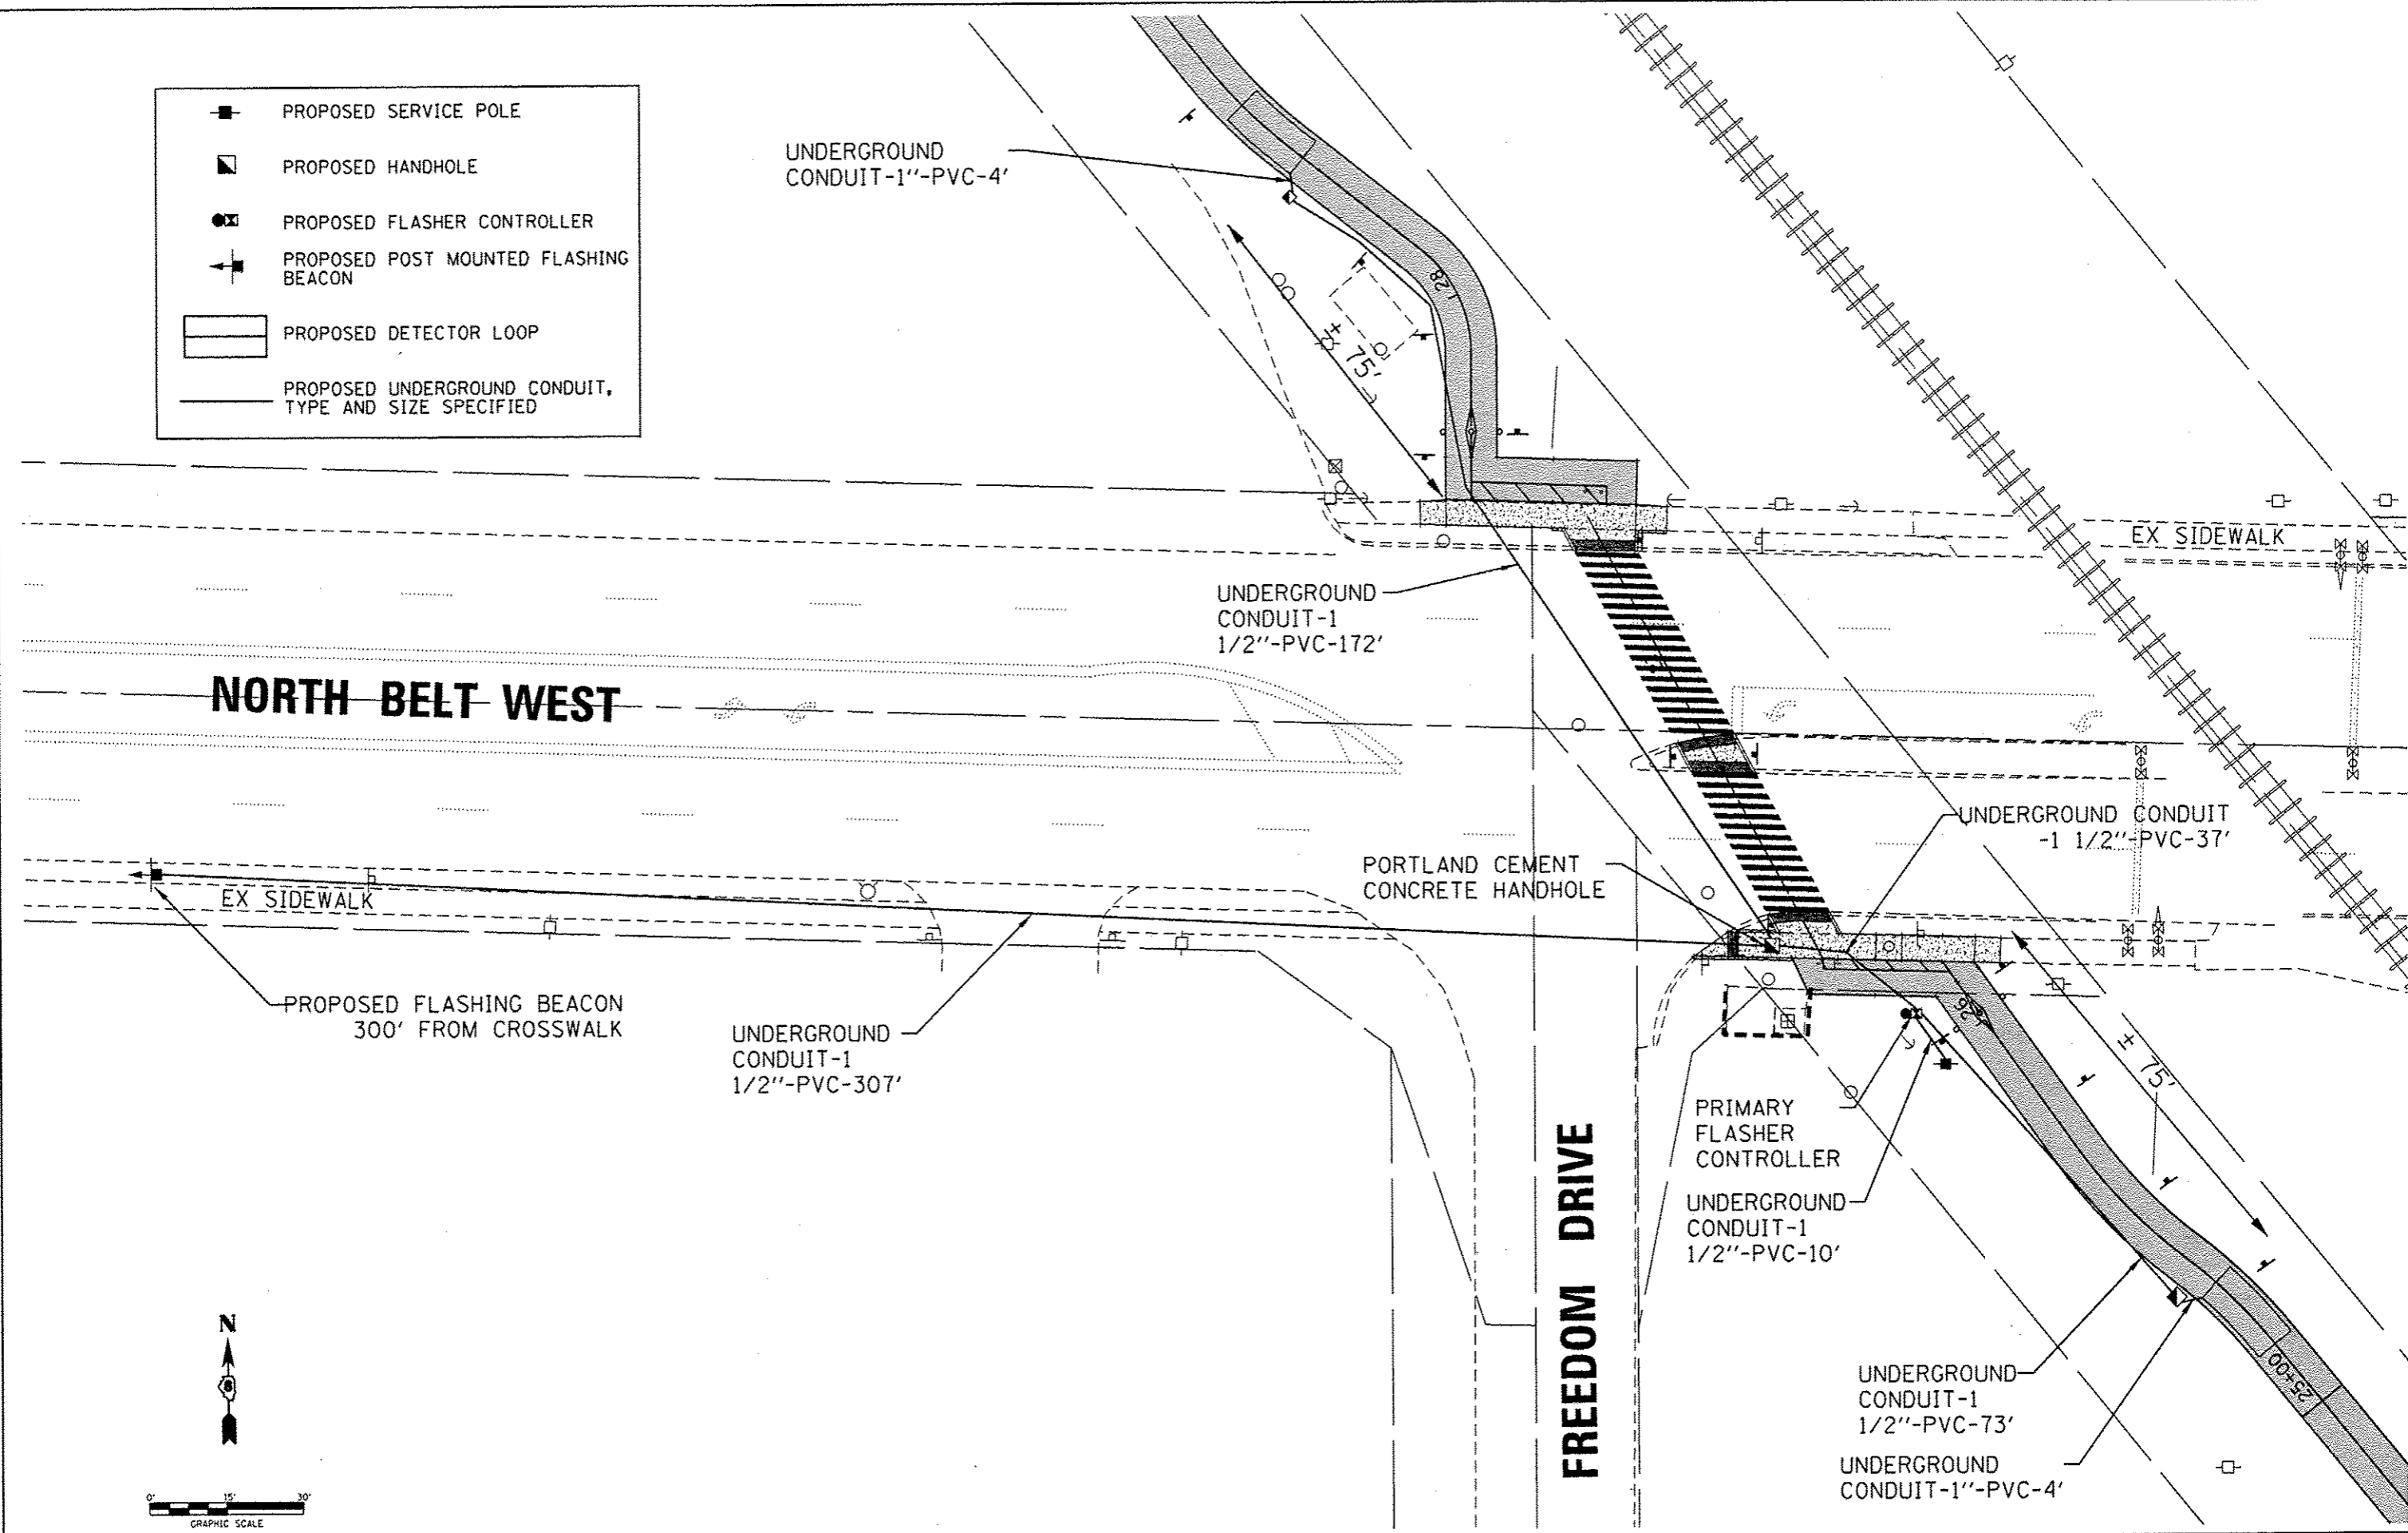 PROPOSED SERVICE POLE
PROPOSED HANDHOLE
PROPOSED FLASHER CONTROLLER
PROPOSED POST MOUNTED FLASHING
BEACON
PROPOSED DETECTOR LOOP
PROPOSED UNDERGROUND CONDUIT,
TYPE AND SIZE SPECIFIED
UNDERGROUND
CONDUIT-1''-PVC-4'
28
± 75'
EX SIDEWALK
UNDERGROUND
CONDUIT-1
1/2''-PVC-172'
NORTH BELT WEST
UNDERGROUND CONDUIT
-1 1/2''-PVC-37'
PORTLAND CEMENT
CONCRETE HANDHOLE
EX SIDEWALK
PROPOSED FLASHING BEACON
300' FROM CROSSWALK
UNDERGROUND
CONDUIT-1
1/2''-PVC-307'
26
± 75'
PRIMARY
FLASHER
CONTROLLER
UNDERGROUND
CONDUIT-1
1/2''-PVC-10'
FREEDOM DRIVE
25+00
UNDERGROUND
CONDUIT-1
1/2''-PVC-73'
UNDERGROUND
CONDUIT-1''-PVC-4'
N
0' 15' 30'
GRAPHIC SCALE